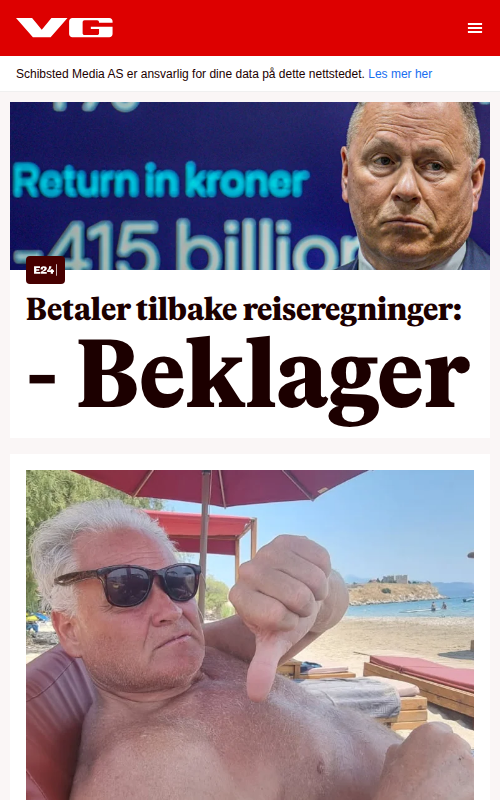 VG
Schibsted Media AS er ansvarlig for dine data på dette nettstedet. Les mer her
Return in kroner
-415 billion
E24
Betaler tilbake reiseregninger:
- Beklager